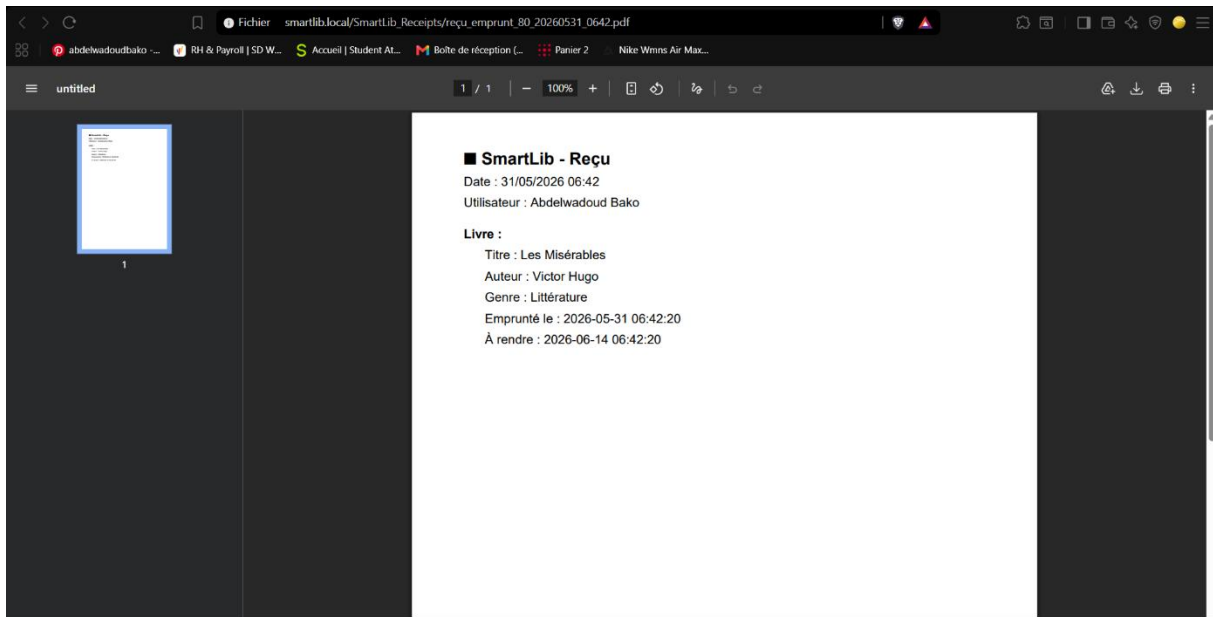 Fichier smartlib.local/SmartLib_Receipts/reçu_emprunt_80_20260531_0642.pdf
abdelwadoudbako -... RH & Payroll | SD W... Accueil | Student At... Boîte de réception (... Panier 2 Nike Wmns Air Max...
untitled 1 / 1 100%
1
SmartLib - Reçu
Date : 31/05/2026 06:42
Utilisateur : Abdelwadoud Bako
Livre :
Titre : Les Misérables
Auteur : Victor Hugo
Genre : Littérature
Emprunté le : 2026-05-31 06:42:20
À rendre : 2026-06-14 06:42:20